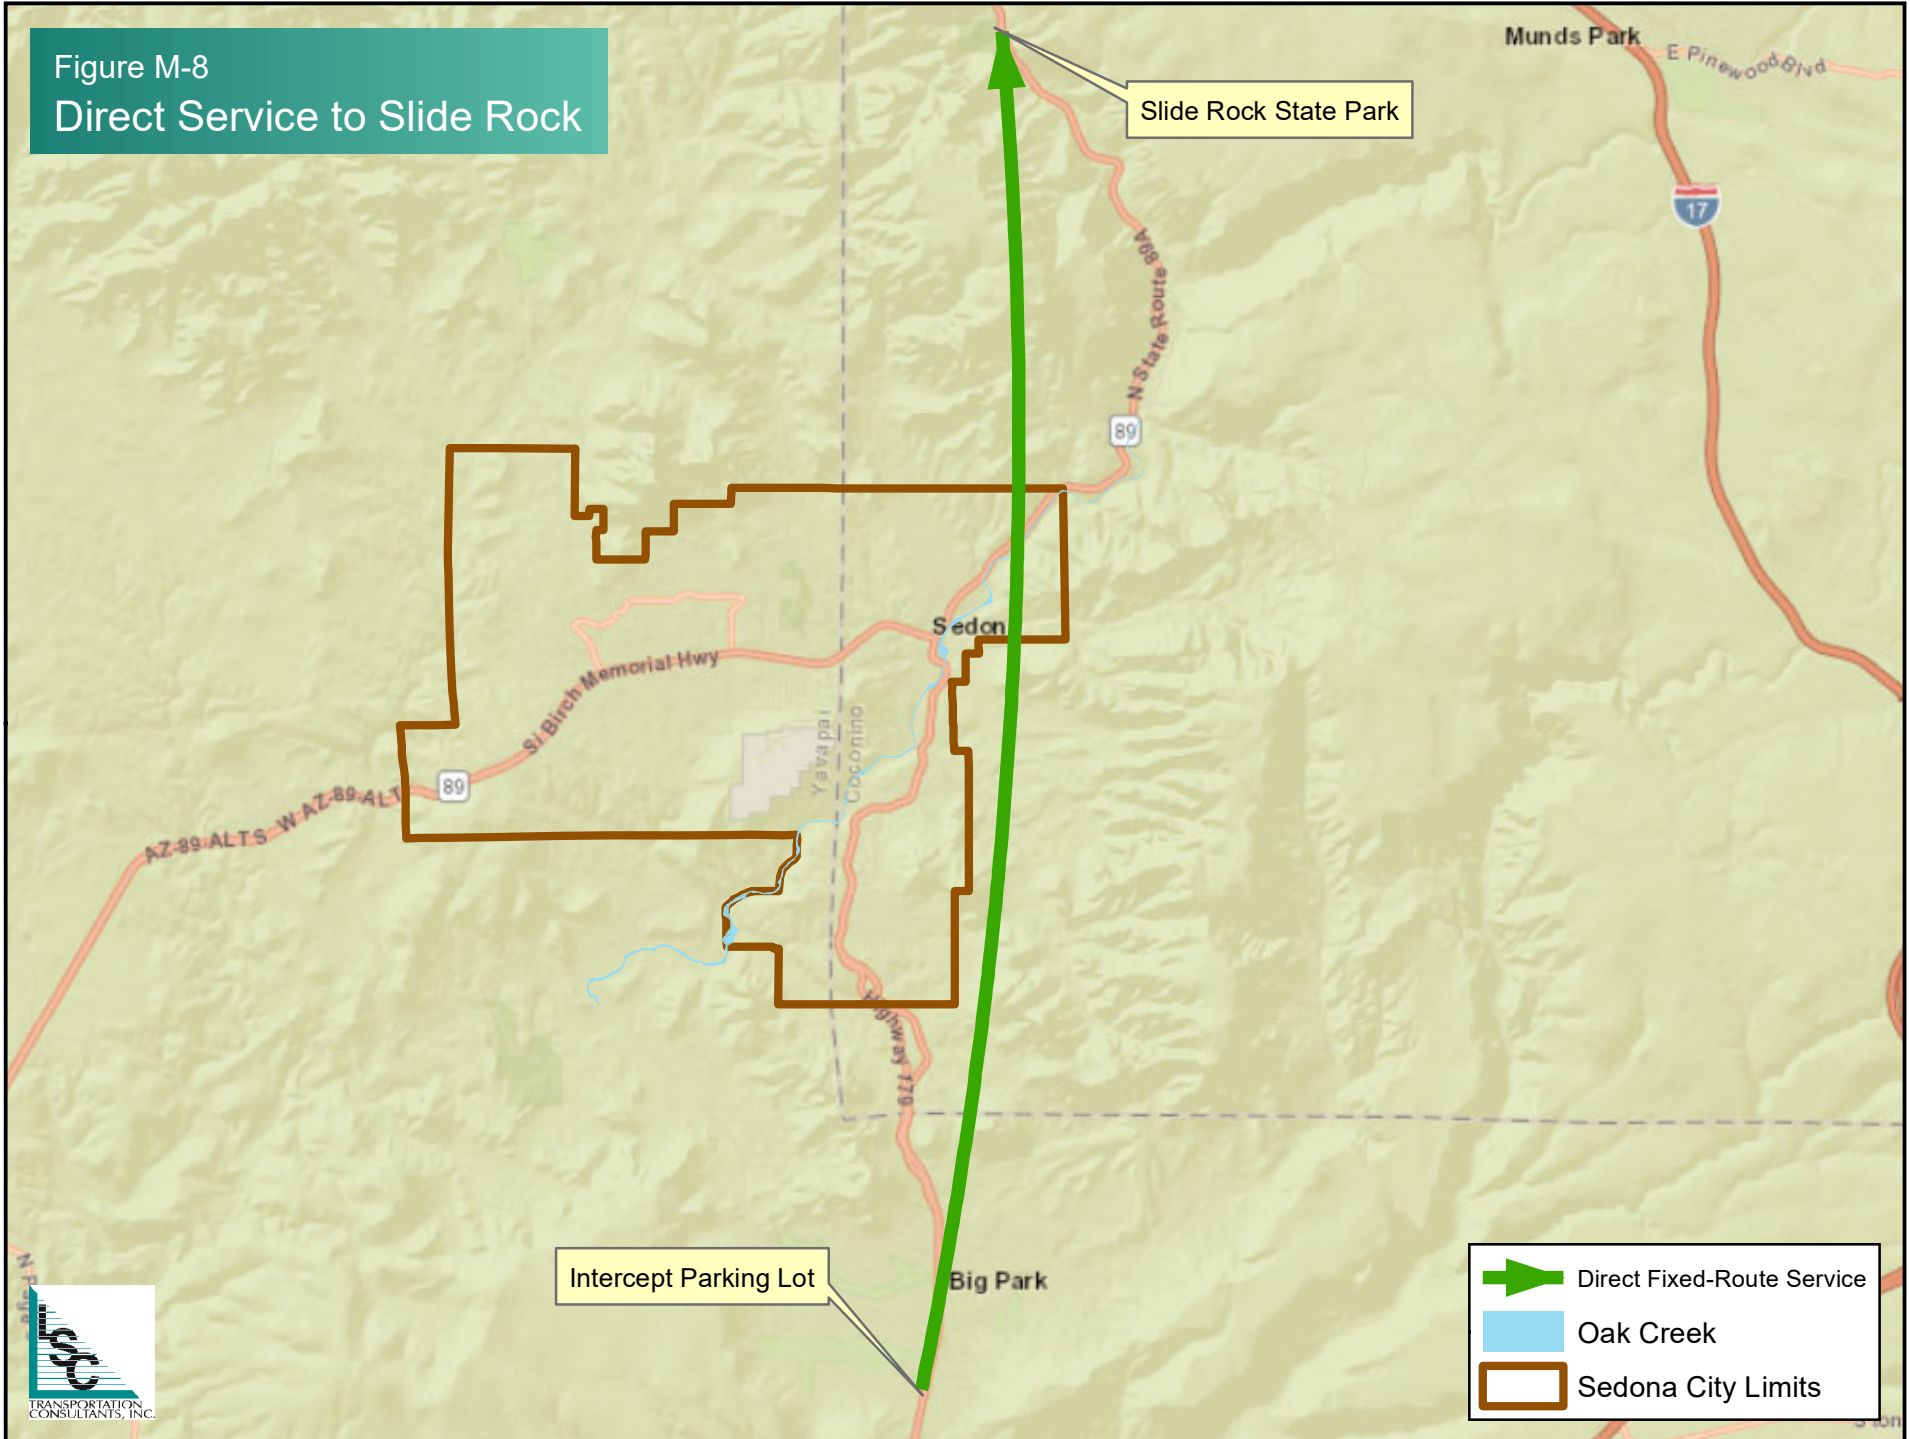 Figure M-8
Direct Service to Slide Rock
Munds Park
E Pinewood Blvd
Slide Rock State Park
17
N State Route 89A
89
Sedon
Si Birch Memorial Hwy
Yavapai
Coconino
89
AZ-89-ALT S W AZ-89-ALT
Highway 179
Intercept Parking Lot
Big Park
Direct Fixed-Route Service
Oak Creek
Sedona City Limits
LSC
TRANSPORTATION
CONSULTANTS, INC.